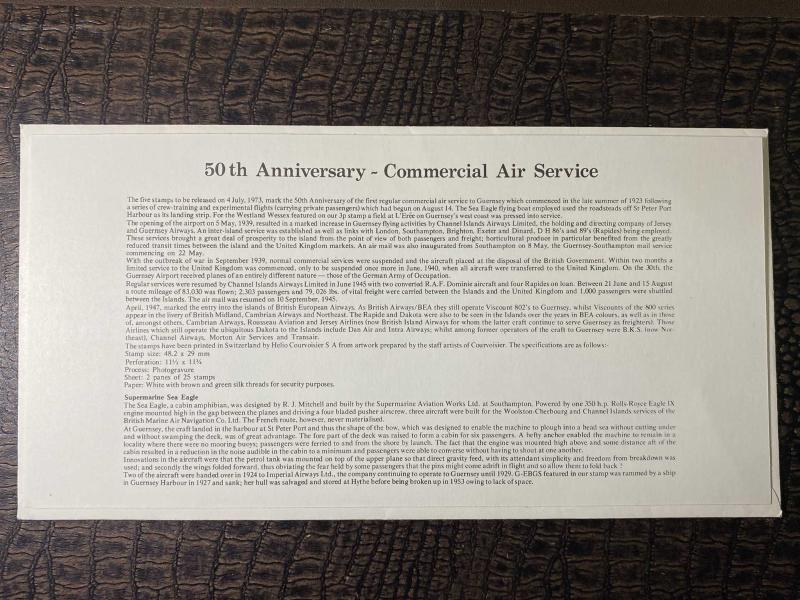 50th Anniversary - Commercial Air Service
The five stamps to be released on 4 July, 1973, mark the 50th Anniversary of the first regular commercial air service to Guernsey which commenced in the late summer of 1923 following
a series of crew-training and experimental flights (carrying private passengers) which had begun on August 14. The Sea Eagle flying boat employed used the roadsteads off St Peter Port
Harbour as its landing strip. For the Westland Wessex featured on our 3p stamp a field at L'Erée on Guernsey's west coast was pressed into service.
The opening of the airport on 5 May, 1939, resulted in a marked increase in Guernsey flying activities by Channel Islands Airways Limited, the holding and directing company of Jersey
and Guernsey Airways. An inter-island service was established as well as links with London, Southampton, Brighton, Exeter and Dinard, D H 86's and 89's (Rapides) being employed.
These services brought a great deal of prosperity to the island from the point of view of both passengers and freight; horticultural produce in particular benefited from the greatly
reduced transit times between the island and the United Kingdom markets. An air mail was also inaugurated from Southampton on 8 May, the Guernsey-Southampton mail service
commencing on 22 May.
With the outbreak of war in September 1939, normal commercial services were suspended and the aircraft placed at the disposal of the British Government. Within two months a
limited service to the United Kingdom was commenced, only to be suspended once more in June, 1940, when all aircraft were transferred to the United Kingdom. On the 30th, the
Guernsey Airport received planes of an entirely different nature — those of the German Army of Occupation.
Regular services were resumed by Channel Islands Airways Limited in June 1945 with two converted R.A.F. Dominie aircraft and four Rapides on loan. Between 21 June and 15 August
a route mileage of 83,030 was flown; 2,303 passengers and 79,026 lbs. of vital freight were carried between the Islands and the United Kingdom and 1,000 passengers were shuttled
between the Islands. The air mail was resumed on 10 September, 1945.
April, 1947, marked the entry into the islands of British European Airways. As British Airways/BEA they still operate Viscount 802's to Guernsey, whilst Viscounts of the 800 series
appear in the livery of British Midland, Cambrian Airways and Northeast. The Rapide and Dakota were also to be seen in the Islands over the years in BEA colours, as well as in those
of, amongst others, Cambrian Airways, Rousseau Aviation and Jersey Airlines (now British Island Airways for whom the latter craft continue to serve Guernsey as freighters). Those
Airlines which still operate the ubiquitous Dakota to the Islands include Dan Air and Intra Airways; whilst among former operators of the craft to Guernsey were B.K.S. (now Nor-
theast), Channel Airways, Morton Air Services and Transair.
The stamps have been printed in Switzerland by Helio Courvoisier S A from artwork prepared by the staff artists of Courvoisier. The specifications are as follows:-
Stamp size: 48.2 x 29 mm
Perforation: 11½ x 11¾
Process: Photogravure
Sheet: 2 panes of 25 stamps
Paper: White with brown and green silk threads for security purposes.
Supermarine Sea Eagle
The Sea Eagle, a cabin amphibian, was designed by R. J. Mitchell and built by the Supermarine Aviation Works Ltd. at Southampton. Powered by one 350 h.p. Rolls-Royce Eagle IX
engine mounted high in the gap between the planes and driving a four bladed pusher airscrew, three aircraft were built for the Woolston-Cherbourg and Channel Islands services of the
British Marine Air Navigation Co. Ltd. The French route, however, never materialised.
At Guernsey, the craft landed in the harbour at St Peter Port and thus the shape of the bow, which was designed to enable the machine to plough into a head sea without cutting under
and without swamping the deck, was of great advantage. The fore part of the deck was raised to form a cabin for six passengers. A hefty anchor enabled the machine to remain in a
locality where there were no mooring buoys; passengers were ferried to and from the shore by launch. The fact that the engine was mounted high above and some distance aft of the
cabin resulted in a reduction in the noise audible in the cabin to a minimum and passengers were able to converse without having to shout at one another.
Innovations in the aircraft were that the petrol tank was mounted on top of the upper plane so that direct gravity feed, with its attendant simplicity and freedom from breakdown was
used; and secondly the wings folded forward, thus obviating the fear held by some passengers that the pins might come adrift in flight and so allow them to fold back ?
Two of the aircraft were handed over in 1924 to Imperial Airways Ltd., the company continuing to operate to Guernsey until 1929. G-EBGS featured in our stamp was rammed by a ship
in Guernsey Harbour in 1927 and sank; her hull was salvaged and stored at Hythe before being broken up in 1953 owing to lack of space.